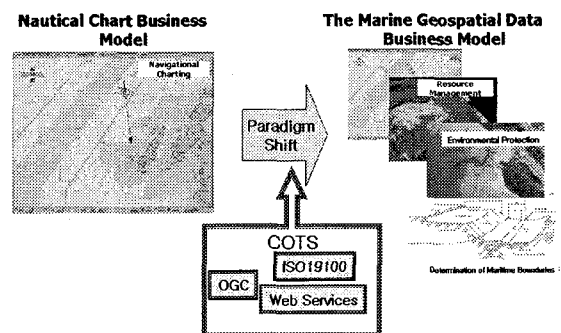 Nautical Chart Business
Model
The Marine Geospatial Data
Business Model
Navigational
Charting
Paradigm
Shift
Resource
Management
Environmental Protection
Determination of Maritime Boundaries
COTS
ISO19100
OGC
Web Services